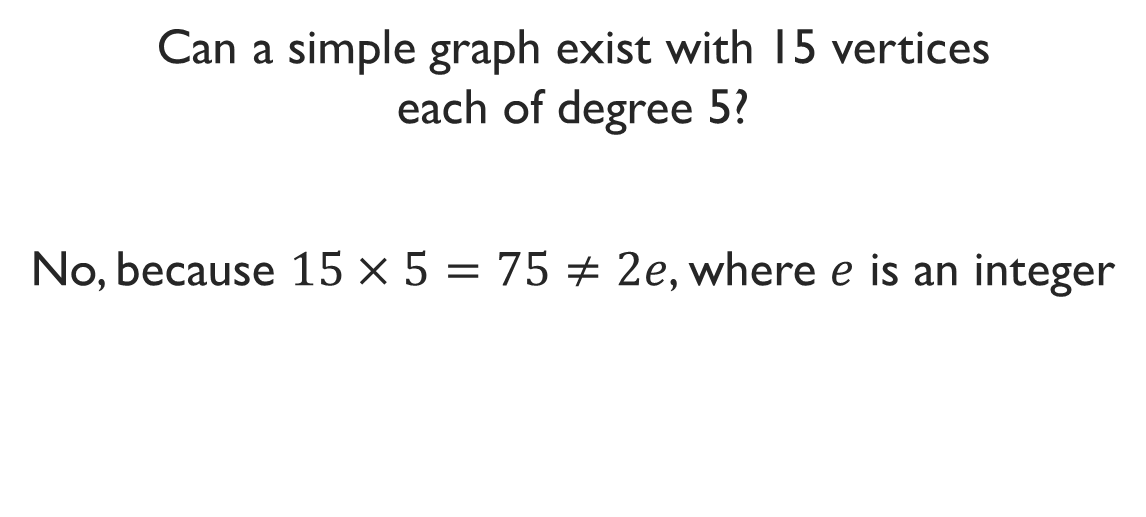 Can a simple graph exist with 15 vertices
each of degree 5?
No, because 15 × 5 = 75 ≠ 2e, where e is an integer